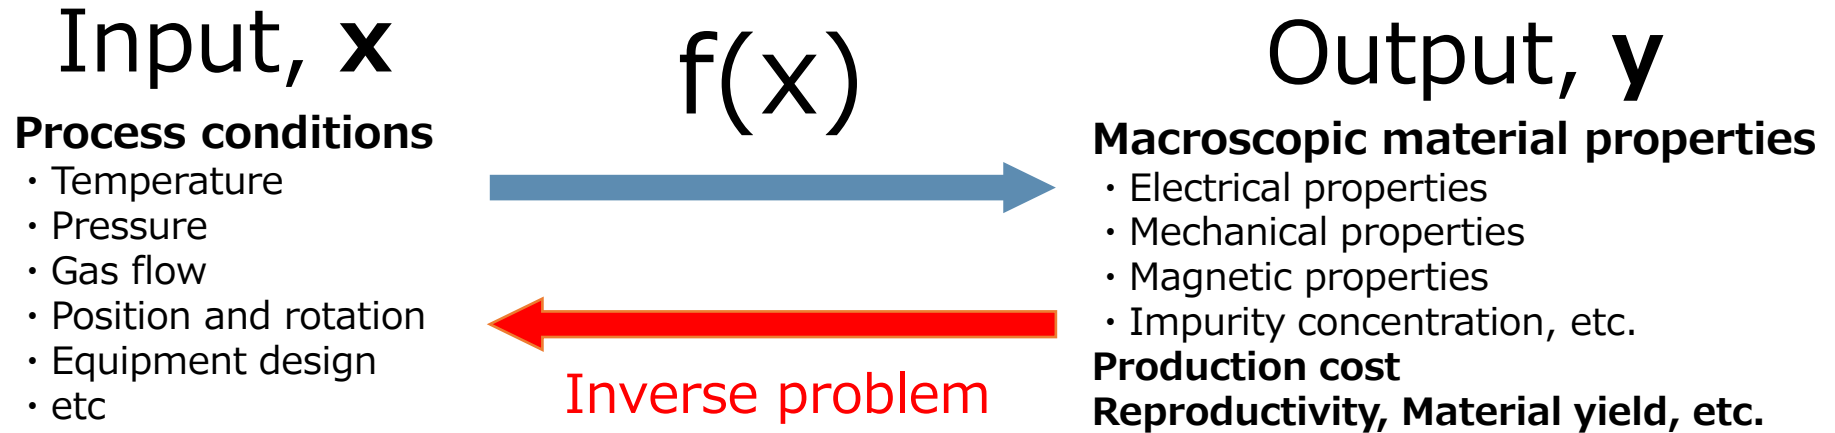 Input, x
Process conditions
・Temperature
・Pressure
・Gas flow
・Position and rotation
・Equipment design
・etc
f(x)
Inverse problem
Output, y
Macroscopic material properties
・Electrical properties
・Mechanical properties
・Magnetic properties
・Impurity concentration, etc.
Production cost
Reproductivity, Material yield, etc.